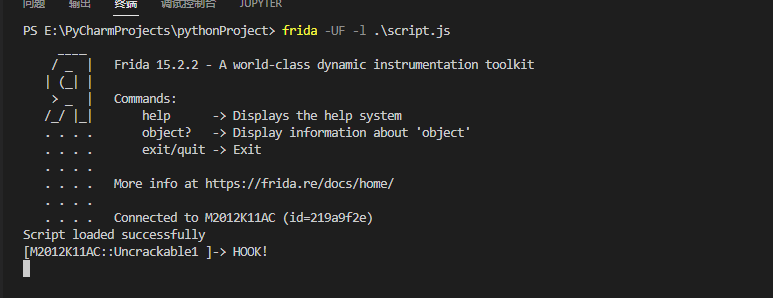 问题 输出 终端 调试控制台 JUPYTER
PS E:\PyCharmProjects\pythonProject> frida -UF -l .\script.js
     ____
    / _  |   Frida 15.2.2 - A world-class dynamic instrumentation toolkit
   | (_| |
    > _  |   Commands:
   /_/ |_|       help      -> Displays the help system
   . . . .       object?   -> Display information about 'object'
   . . . .       exit/quit -> Exit
   . . . .
   . . . .   More info at https://frida.re/docs/home/
   . . . .
   . . . .   Connected to M2012K11AC (id=219a9f2e)
Script loaded successfully
[M2012K11AC::Uncrackable1 ]-> HOOK!